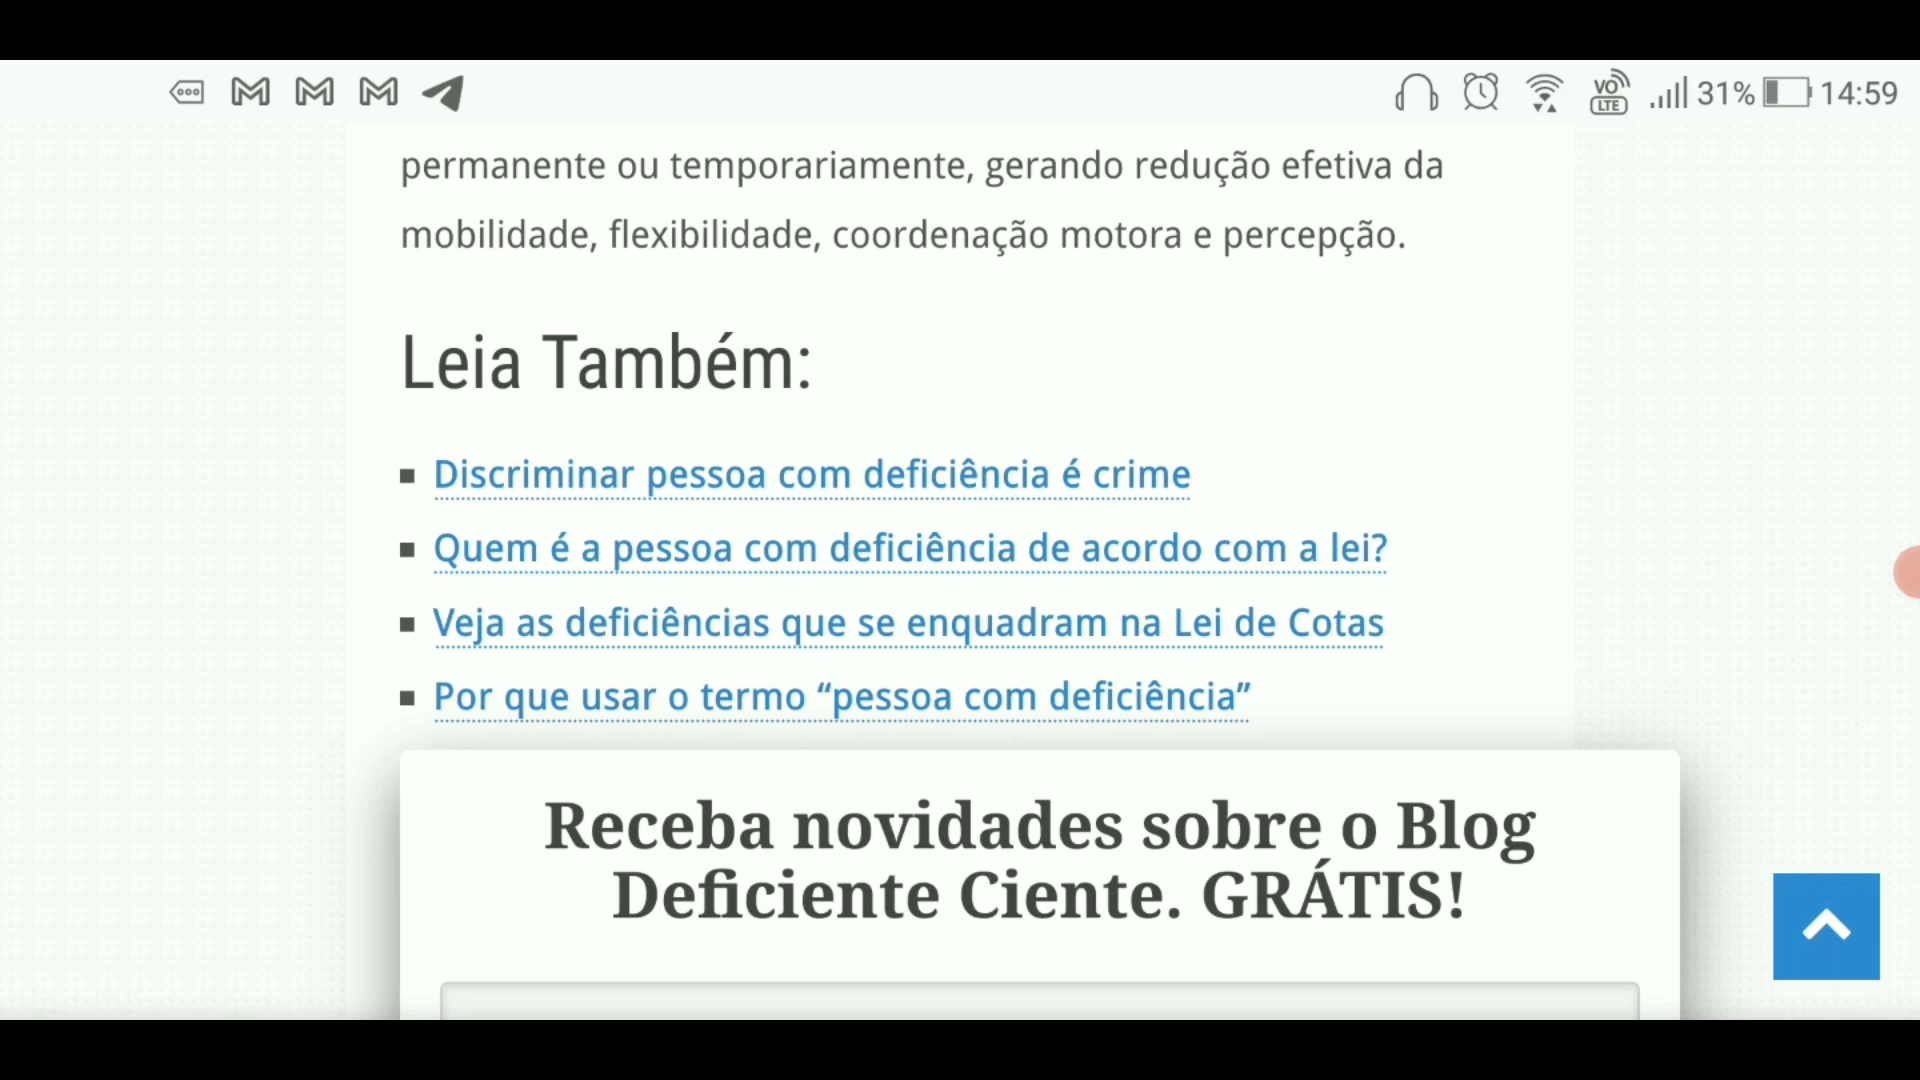 VO LTE 31% 14:59
permanente ou temporariamente, gerando redução efetiva da
mobilidade, flexibilidade, coordenação motora e percepção.
Leia Também:
Discriminar pessoa com deficiência é crime
Quem é a pessoa com deficiência de acordo com a lei?
Veja as deficiências que se enquadram na Lei de Cotas
Por que usar o termo “pessoa com deficiência”
Receba novidades sobre o Blog
Deficiente Ciente. GRÁTIS!